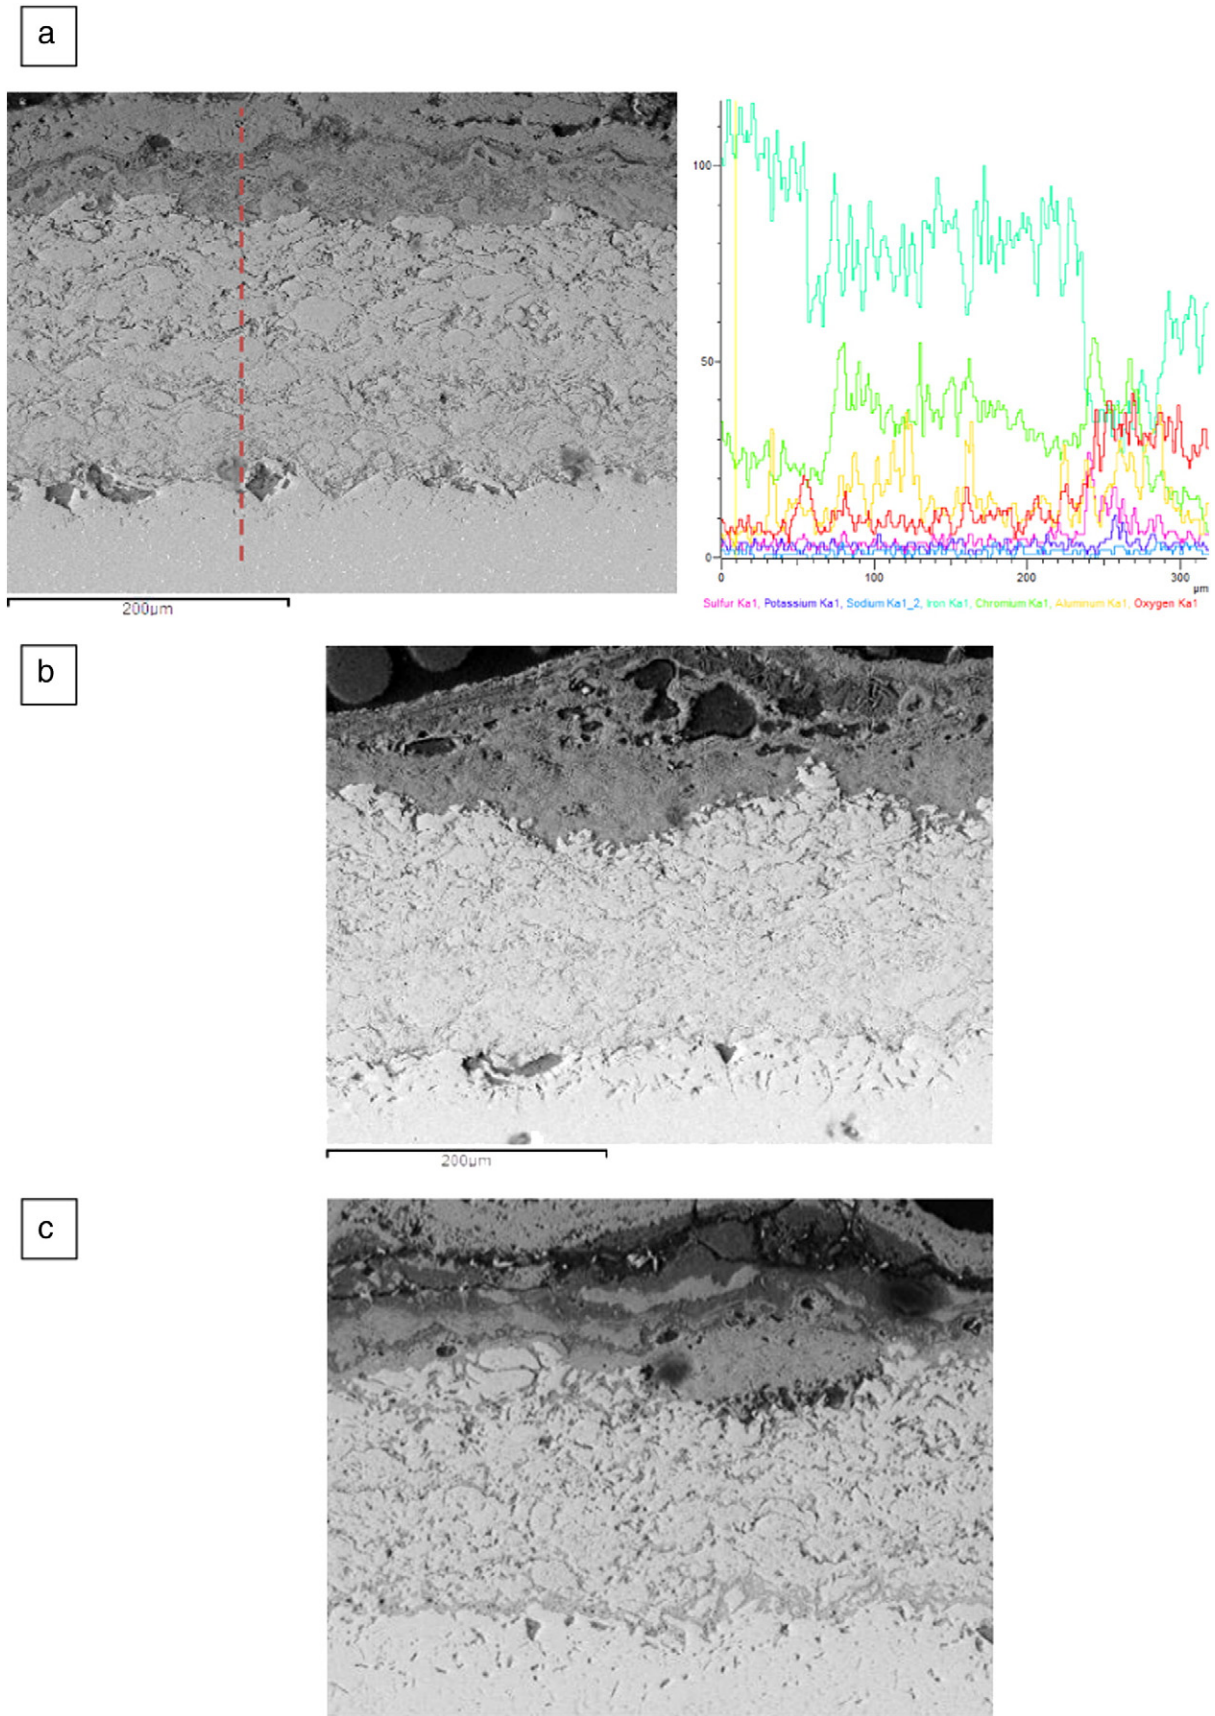 a
100
50
0
0 100 200 300
µm
Sulfur Ka1, Potassium Ka1, Sodium Ka1_2, Iron Ka1, Chromium Ka1, Aluminum Ka1, Oxygen Ka1
200µm
b
200µm
c